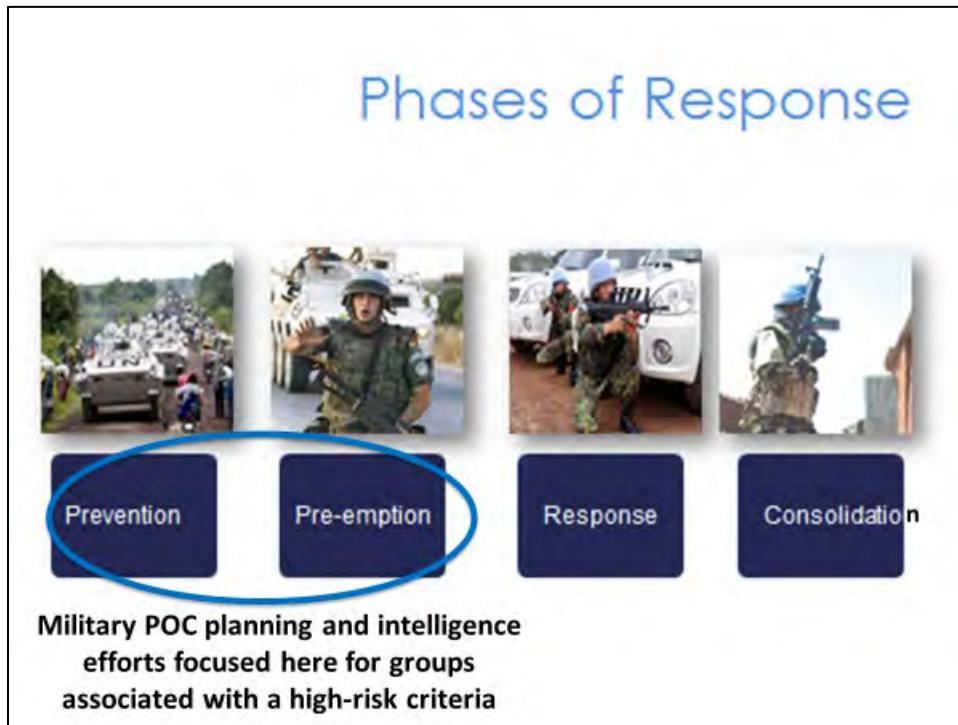 Phases of Response
Prevention
Pre-emption
Response
Consolidation
Military POC planning and intelligence
efforts focused here for groups
associated with a high-risk criteria